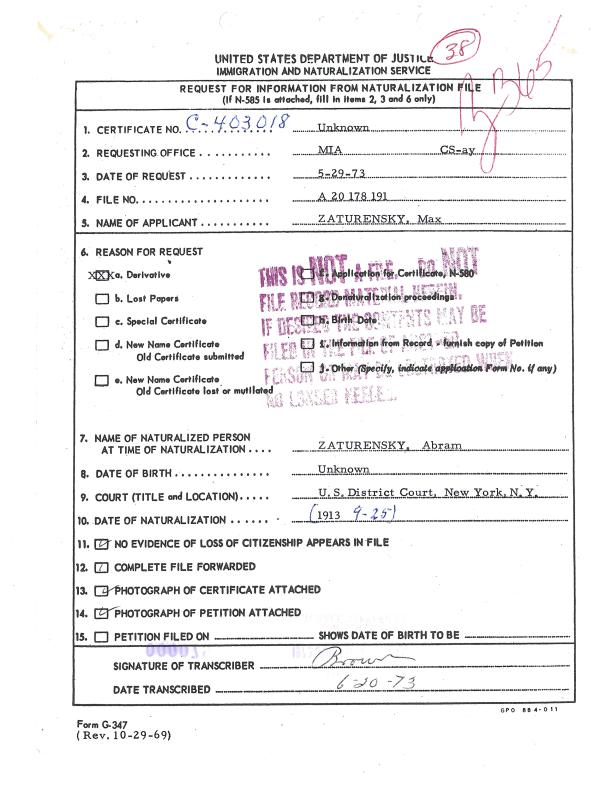 38
UNITED STATES DEPARTMENT OF JUSTICE
IMMIGRATION AND NATURALIZATION SERVICE
REQUEST FOR INFORMATION FROM NATURALIZATION FILE
(If N-585 is attached, fill in items 2, 3 and 6 only)
1. CERTIFICATE NO. C-403018 Unknown
2. REQUESTING OFFICE ........... MIA CS-ay
3. DATE OF REQUEST ............. 5-29-73
4. FILE NO. .................... A 20 178 191
5. NAME OF APPLICANT ........... ZATURENSKY, Max
6. REASON FOR REQUEST
XXX a. Derivative
b. Lost Papers
c. Special Certificate
d. New Name Certificate
Old Certificate submitted
e. New Name Certificate
Old Certificate lost or mutilated
f. Application for Certificate, N-580
g. Denaturalization proceedings
h. Birth Date
i. Information from Record - furnish copy of Petition
j. Other (Specify, indicate application Form No. if any)
THIS IS NOT A FILE. DO NOT
FILE RECORD MATERIAL HEREIN
IF DESIRED THE CONTENTS MAY BE
FILED IN THE
PERSON OR MAY BE DESTROYED WHEN
NO LONGER
7. NAME OF NATURALIZED PERSON
AT TIME OF NATURALIZATION .... ZATURENSKY, Abram
8. DATE OF BIRTH ............... Unknown
9. COURT (TITLE and LOCATION)..... U.S. District Court, New York, N.Y.
10. DATE OF NATURALIZATION ...... (1913 9-25)
11. NO EVIDENCE OF LOSS OF CITIZENSHIP APPEARS IN FILE
12. COMPLETE FILE FORWARDED
13. PHOTOGRAPH OF CERTIFICATE ATTACHED
14. PHOTOGRAPH OF PETITION ATTACHED
15. PETITION FILED ON SHOWS DATE OF BIRTH TO BE
SIGNATURE OF TRANSCRIBER Brown
DATE TRANSCRIBED 6-20-73
GPO 884-011
Form G-347
(Rev. 10-29-69)